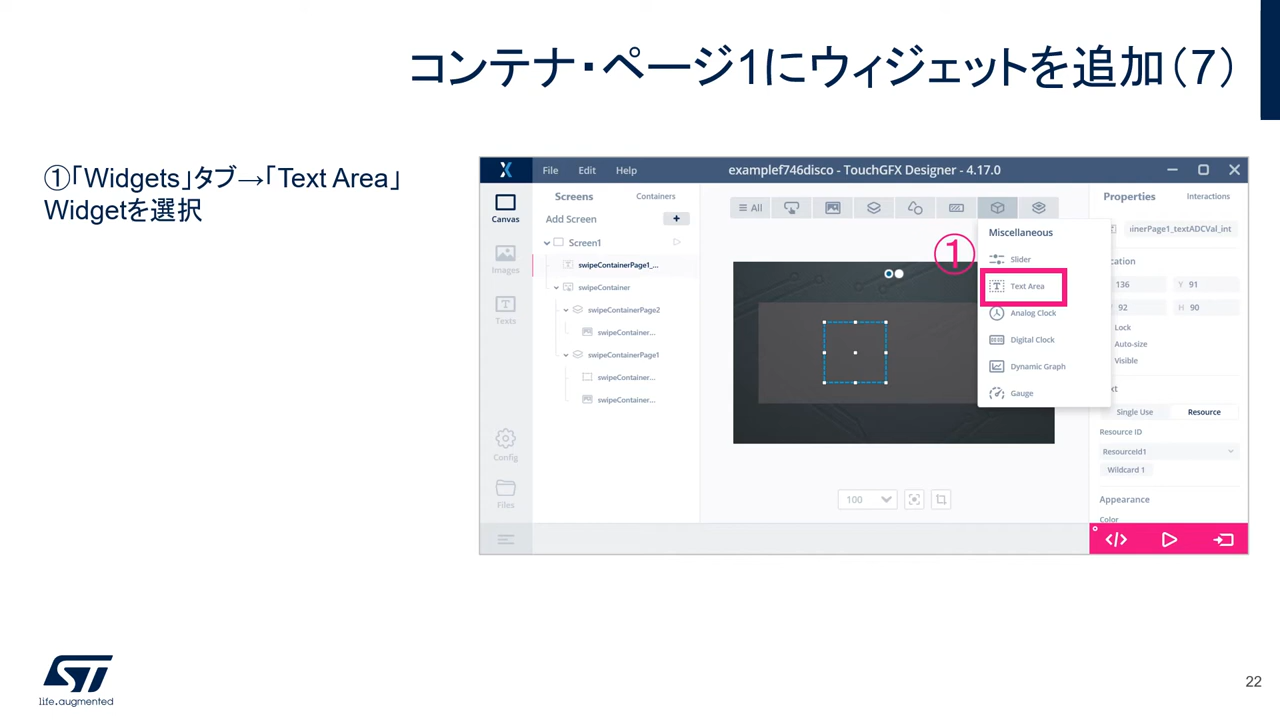 コンテナ・ページ1にウィジェットを追加（7）
①「Widgets」タブ→「Text Area」
Widgetを選択
File Edit Help
examplef746disco - TouchGFX Designer - 4.17.0
Canvas
Images
Texts
Config
Files
Screens Containers
Add Screen +
Screen1
swipeContainerPage1_...
swipeContainer
swipeContainerPage2
swipeContainer...
swipeContainerPage1
swipeContainer...
swipeContainer...
All
①
Miscellaneous
Slider
Text Area
Analog Clock
Digital Clock
Dynamic Graph
Gauge
100
Properties Interactions
inerPage1_textADCVal_int
ocation
136 Y 91
92 H 90
Lock
Auto-size
Visible
xt
Single Use Resource
Resource ID
ResourceId1
Wildcard 1
Appearance
Color
life.augmented
22